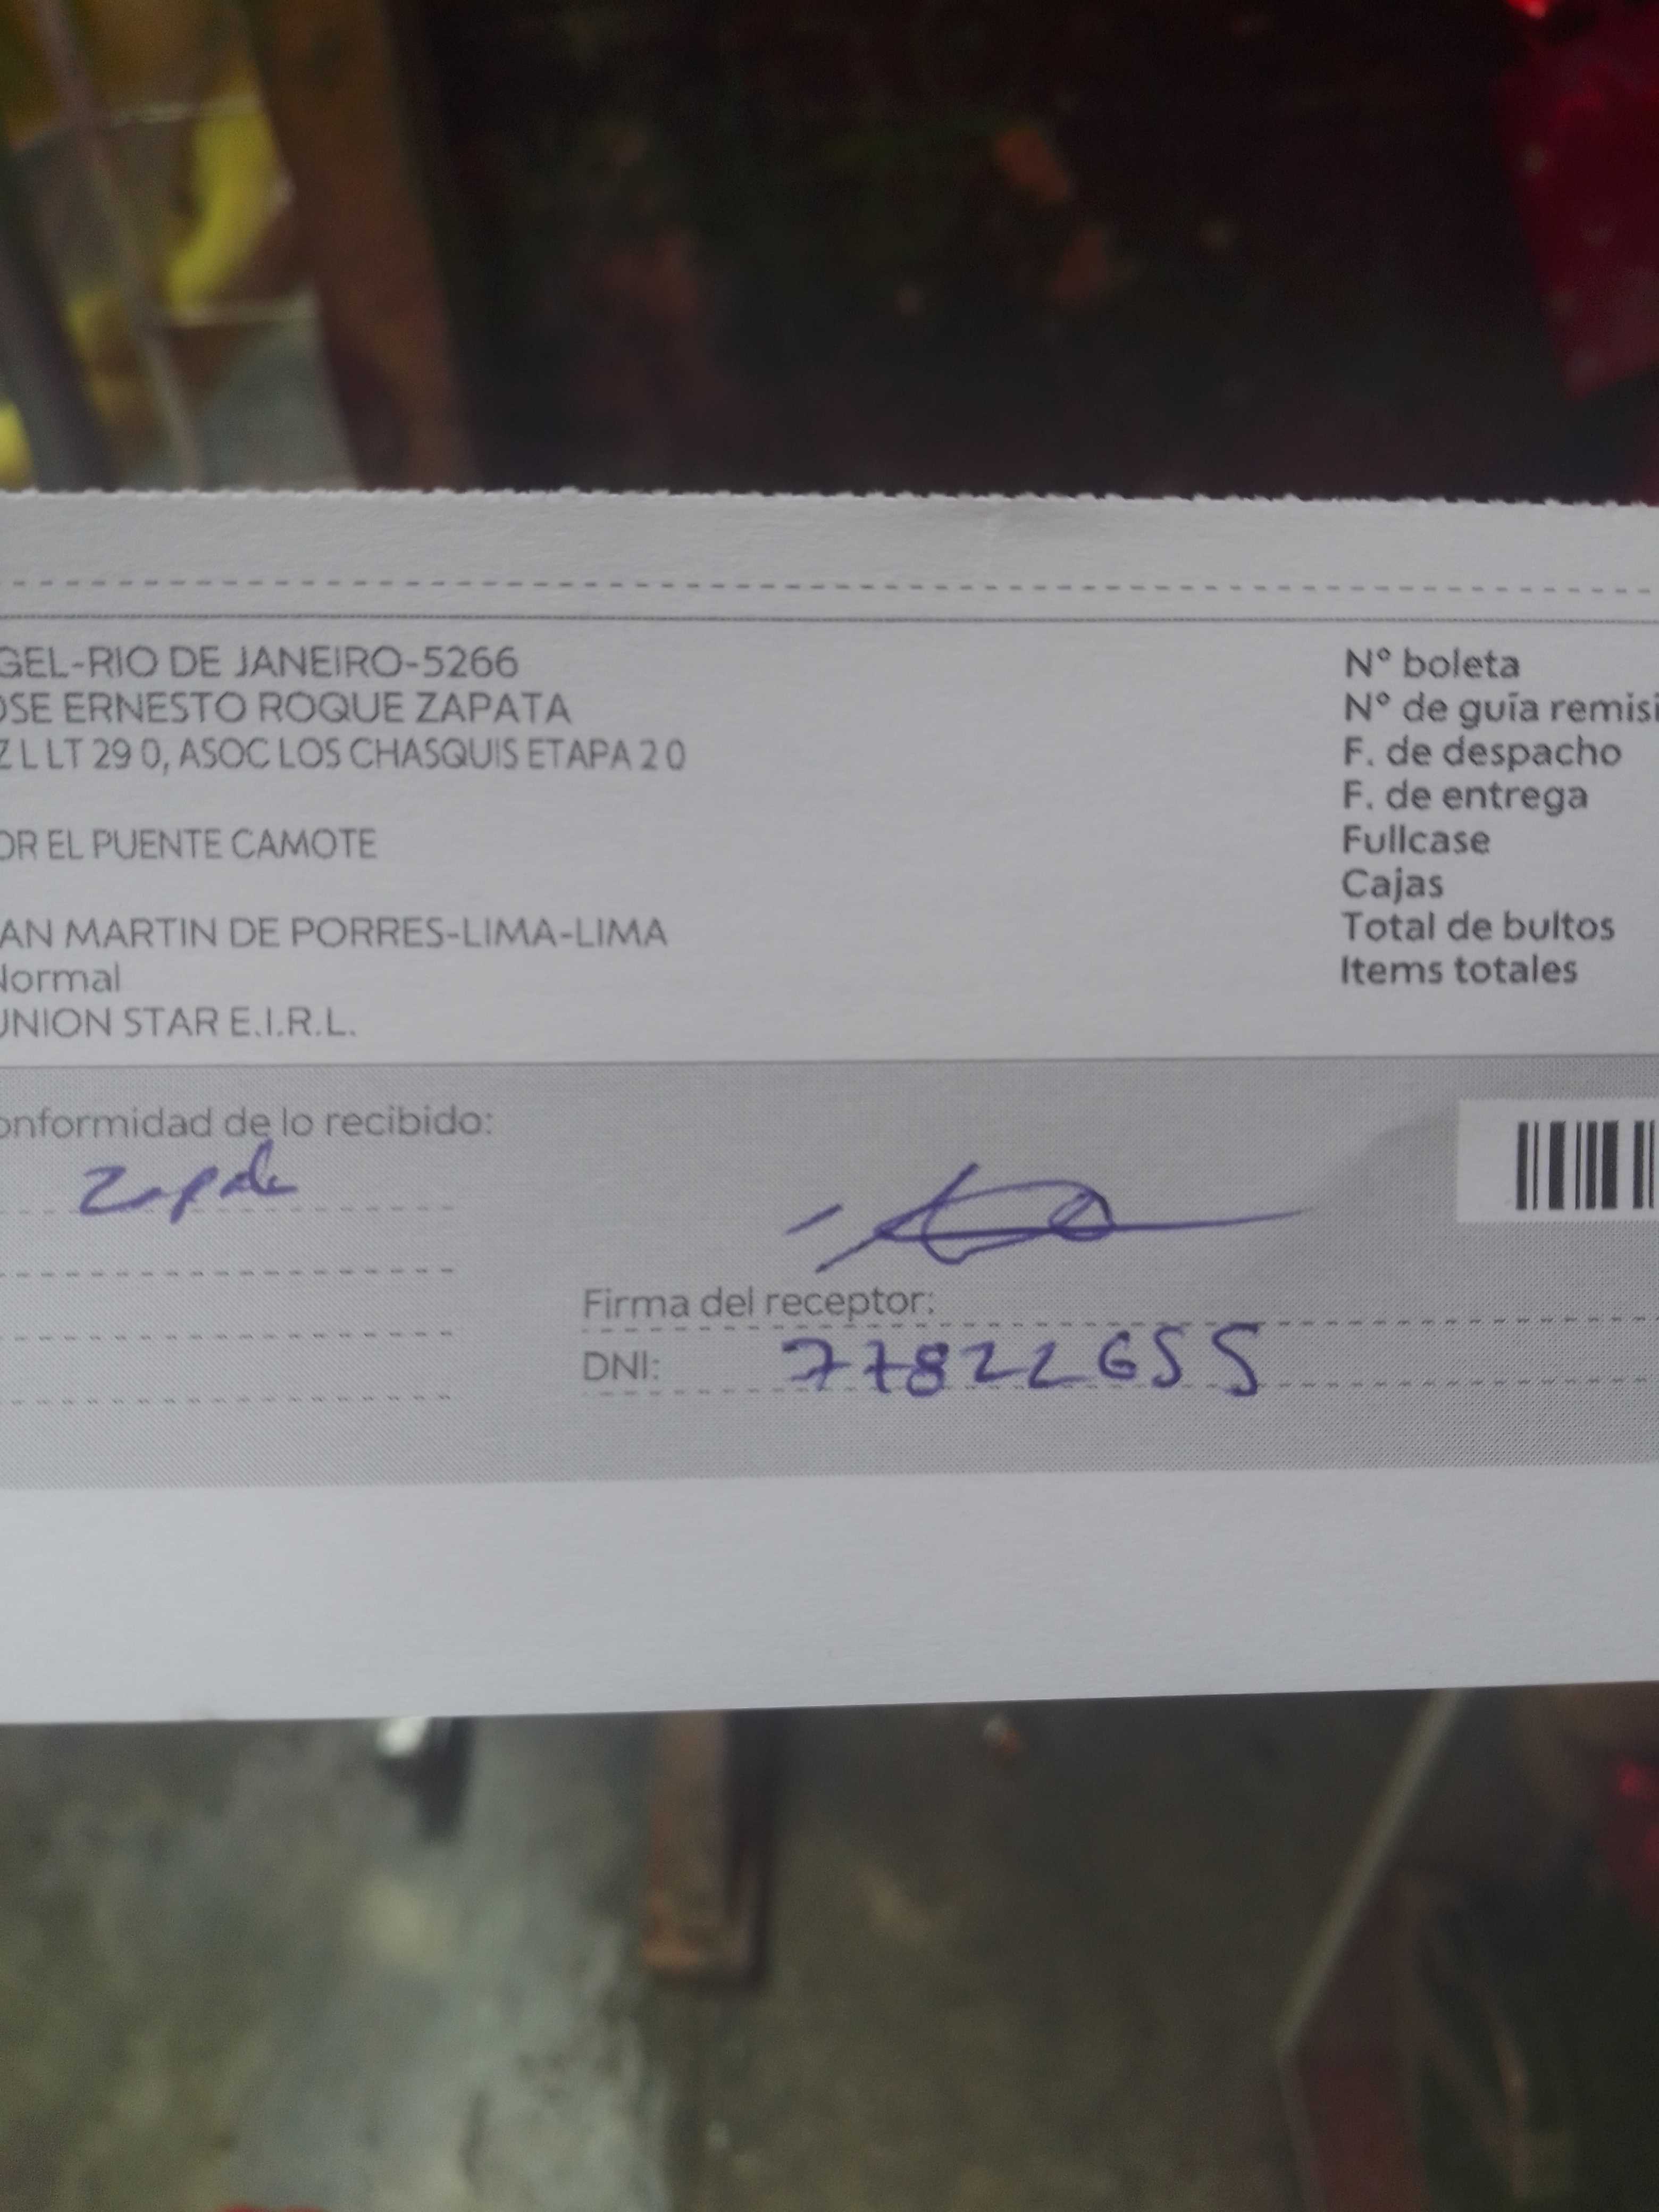 GEL-RIO DE JANEIRO-5266
OSE ERNESTO ROQUE ZAPATA
Z L LT 29 0, ASOC LOS CHASQUIS ETAPA 2 0
OR EL PUENTE CAMOTE
AN MARTIN DE PORRES-LIMA-LIMA
Normal
UNION STAR E.I.R.L.
N° boleta
N° de guía remisi
F. de despacho
F. de entrega
Fullcase
Cajas
Total de bultos
Items totales
onformidad de lo recibido:
Zapata
Firma del receptor:
DNI: 77822655